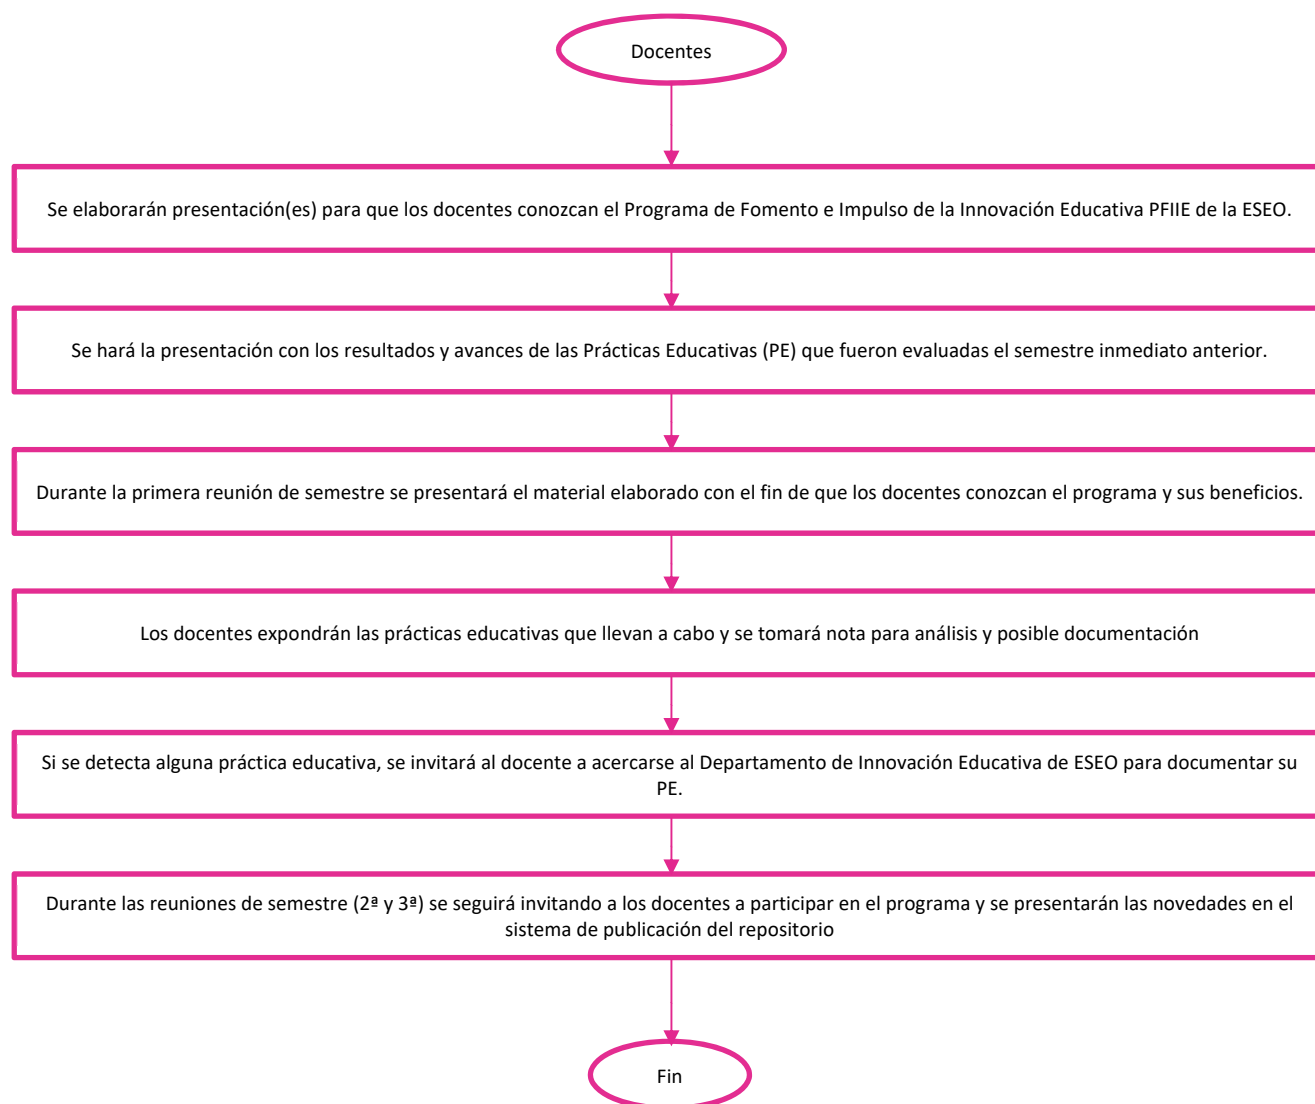 Docentes
Se elaborarán presentación(es) para que los docentes conozcan el Programa de Fomento e Impulso de la Innovación Educativa PFIIE de la ESEO.
Se hará la presentación con los resultados y avances de las Prácticas Educativas (PE) que fueron evaluadas el semestre inmediato anterior.
Durante la primera reunión de semestre se presentará el material elaborado con el fin de que los docentes conozcan el programa y sus beneficios.
Los docentes expondrán las prácticas educativas que llevan a cabo y se tomará nota para análisis y posible documentación
Si se detecta alguna práctica educativa, se invitará al docente a acercarse al Departamento de Innovación Educativa de ESEO para documentar su
PE.
Durante las reuniones de semestre (2ª y 3ª) se seguirá invitando a los docentes a participar en el programa y se presentarán las novedades en el
sistema de publicación del repositorio
Fin